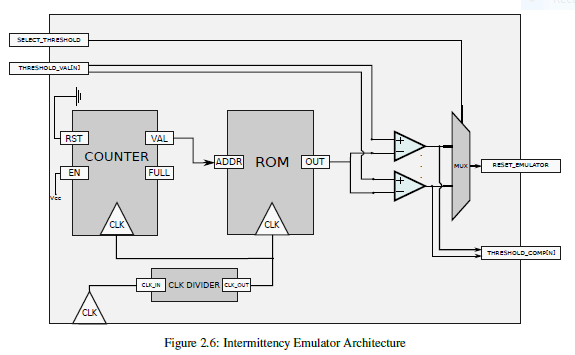 SELECT_THRESHOLD
THRESHOLD_VAL[N]
RST
VAL
COUNTER
EN
FULL
Vcc
CLK
ADDR
ROM
OUT
CLK
+
−
+
−
MUX
RESET_EMULATOR
THRESHOLD_COMP[N]
CLK_IN
CLK DIVIDER
CLK_OUT
CLK
Figure 2.6: Intermittency Emulator Architecture